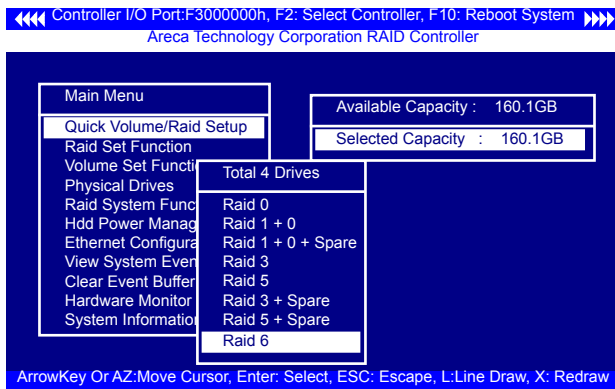 Controller I/O Port:F3000000h, F2: Select Controller, F10: Reboot System
Areca Technology Corporation RAID Controller
Main Menu
Quick Volume/Raid Setup
Raid Set Function
Volume Set Functi
Physical Drives
Raid System Func
Hdd Power Manag
Ethernet Configura
View System Even
Clear Event Buffer
Hardware Monitor
System Information
Available Capacity : 160.1GB
Selected Capacity : 160.1GB
Total 4 Drives
Raid 0
Raid 1 + 0
Raid 1 + 0 + Spare
Raid 3
Raid 5
Raid 3 + Spare
Raid 5 + Spare
Raid 6
ArrowKey Or AZ:Move Cursor, Enter: Select, ESC: Escape, L:Line Draw, X: Redraw